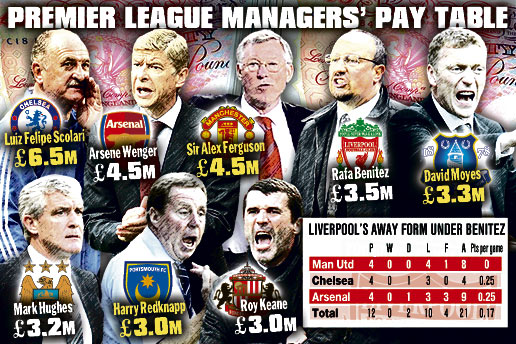 PREMIER LEAGUE MANAGERS' PAY TABLE
CHELSEA
Luiz Felipe Scolari
£6.5M
Arsenal
Arsene Wenger
£4.5M
MANCHESTER
Sir Alex Ferguson
£4.5M
LIVERPOOL
Rafa Benitez
£3.5M
18 78
David Moyes
£3.3M
Mark Hughes
£3.2M
PORTSMOUTH FC
Harry Redknapp
£3.0M
Roy Keane
£3.0M
LIVERPOOL'S AWAY FORM UNDER BENITEZ
P W D L F A Pts per game
Man Utd 4 0 0 4 1 8 0
Chelsea 4 0 1 3 0 4 0.25
Arsenal 4 0 1 3 3 9 0.25
Total 12 0 2 10 4 21 0.17